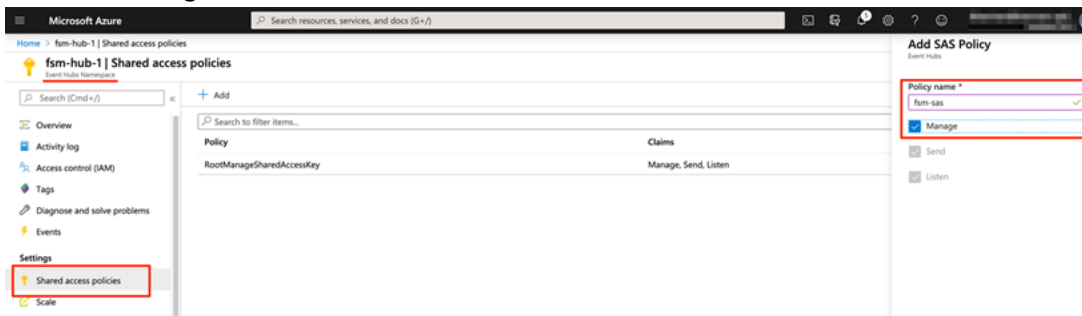 Microsoft Azure
Search resources, services, and docs (G+/)
Home > fsm-hub-1 | Shared access policies
fsm-hub-1 | Shared access policies
Event Hubs Namespace
Search (Cmd+/)
Overview
Activity log
Access control (IAM)
Tags
Diagnose and solve problems
Events
Settings
Shared access policies
Scale
+ Add
Search to filter items...
Policy Claims
RootManageSharedAccessKey Manage, Send, Listen
Add SAS Policy
Event Hubs
Policy name *
fsm-sas
Manage
Send
Listen